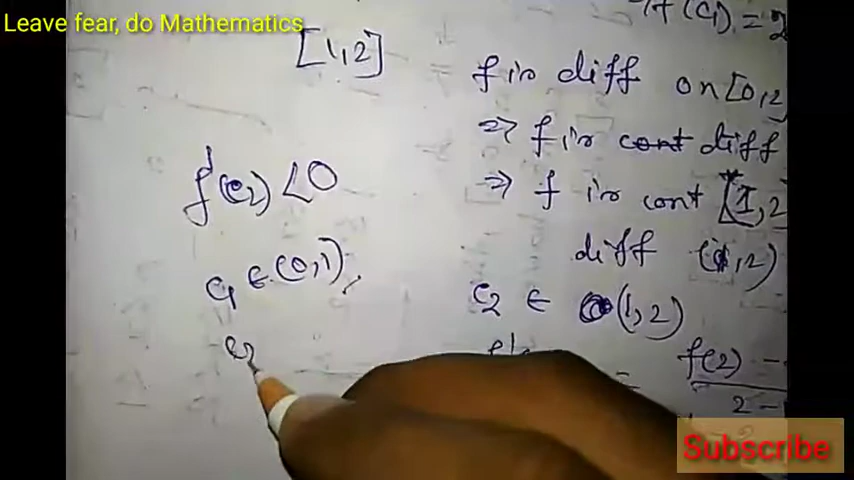 Leave fear, do Mathematics
[1,2]
f'(c₂) < 0
c₁ ∈ (0,1),
c₂
f(c₁) = 2
f is diff on [0,2]
⇒ f is cont diff
⇒ f is cont [1,2]
diff (1,2)
c₂ ∈ (1,2)
f(2) -
=
2 -
Subscribe